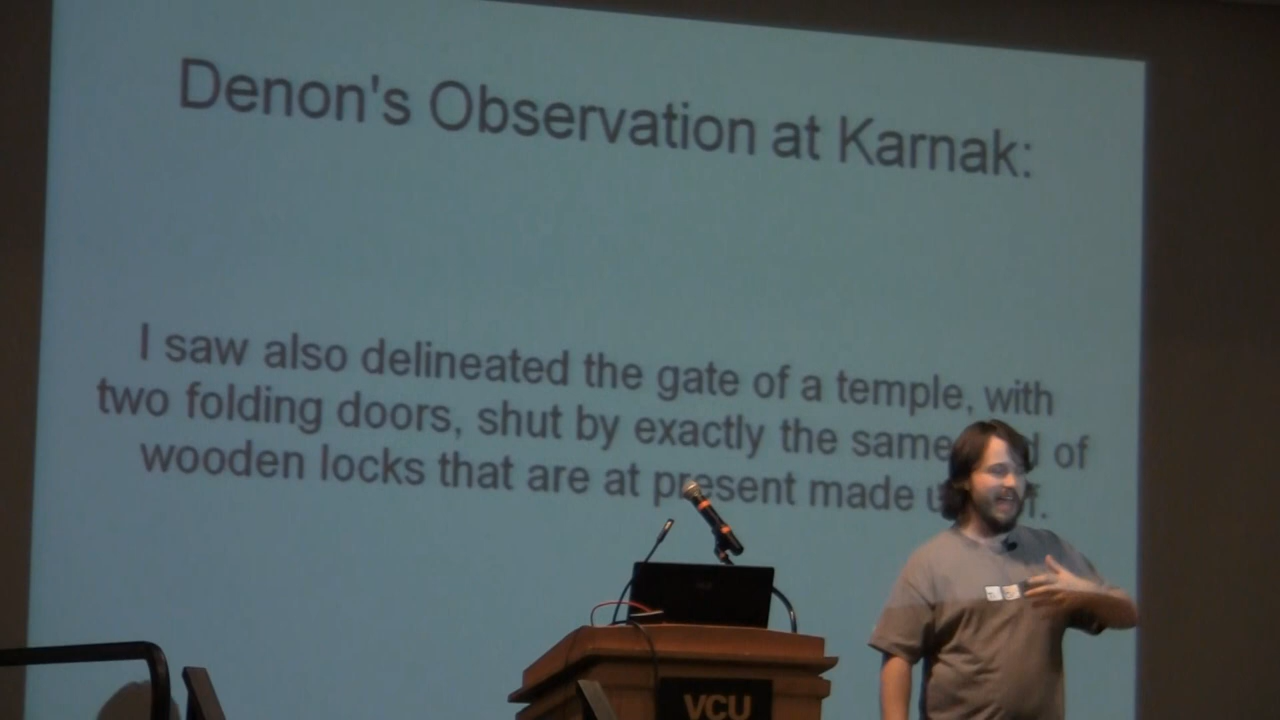 Denon's Observation at Karnak:
I saw also delineated the gate of a temple, with
two folding doors, shut by exactly the same of
wooden locks that are at present made
VCU